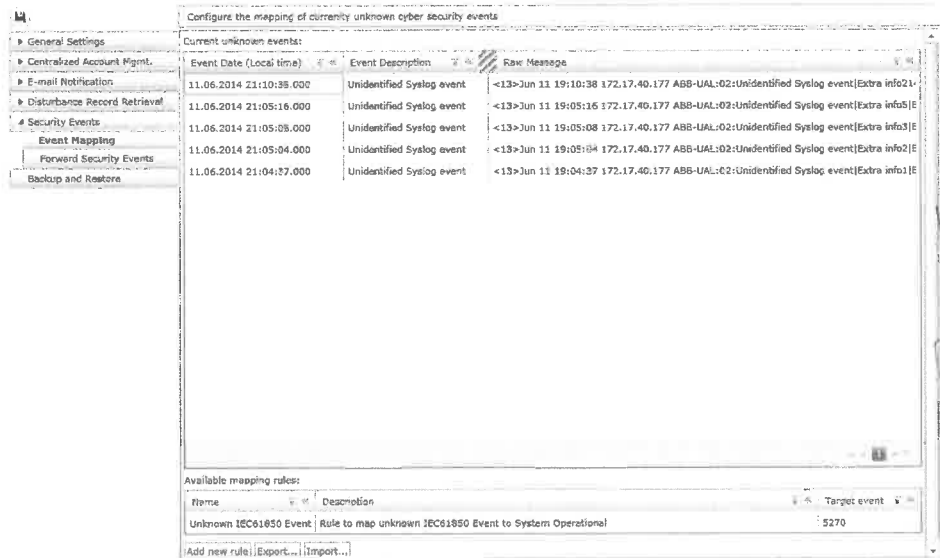 Configure the mapping of currently unknown cyber security events
General Settings
Centralized Account Mgmt.
E-mail Notification
Disturbance Record Retrieval
Security Events
Event Mapping
Forward Security Events
Backup and Restore
Current unknown events:
Event Date (Local time) Event Description Raw Message
11.06.2014 21:10:38.000 Unidentified Syslog event <13>Jun 11 19:10:38 172.17.40.177 ABB-UAL:02:Unidentified Syslog event|Extra info21
11.06.2014 21:05:16.000 Unidentified Syslog event <13>Jun 11 19:05:16 172.17.40.177 ABB-UAL:02:Unidentified Syslog event|Extra info5|E
11.06.2014 21:05:08.000 Unidentified Syslog event <13>Jun 11 19:05:08 172.17.40.177 ABB-UAL:02:Unidentified Syslog event|Extra info3|E
11.06.2014 21:05:04.000 Unidentified Syslog event <13>Jun 11 19:05:04 172.17.40.177 ABB-UAL:02:Unidentified Syslog event|Extra info2|E
11.06.2014 21:04:37.000 Unidentified Syslog event <13>Jun 11 19:04:37 172.17.40.177 ABB-UAL:02:Unidentified Syslog event|Extra info1|E
1
Available mapping rules:
Name Description Target event
Unknown IEC61850 Event Rule to map unknown IEC61850 Event to System Operational 5270
Add new rule Export... Import...